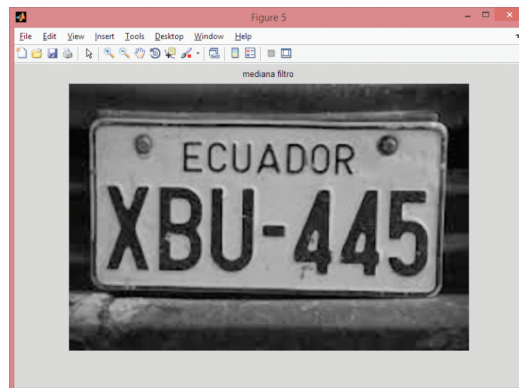 Figure 5
File Edit View Insert Tools Desktop Window Help
mediana filtro
ECUADOR
XBU-445